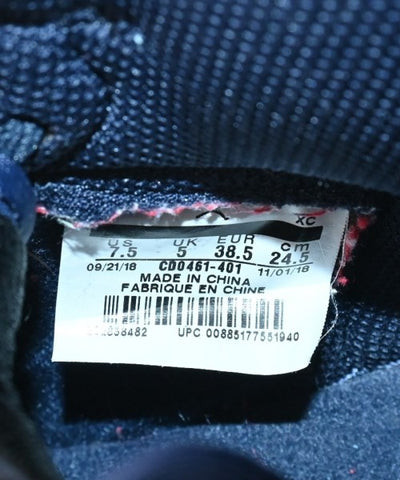 XC
US UK EUR cm
7.5 5 38.5 24.5
09/21/18 CD0461-401 11/01/18
MADE IN CHINA
FABRIQUE EN CHINE
UPC 00885177551940